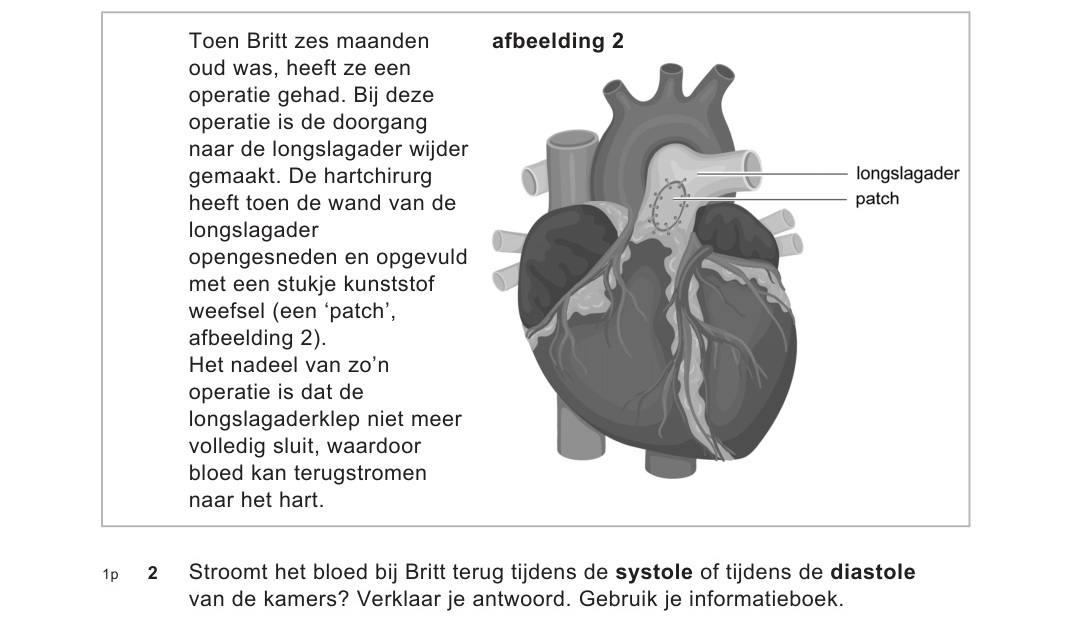 Toen Britt zes maanden
oud was, heeft ze een
operatie gehad. Bij deze
operatie is de doorgang
naar de longslagader wijder
gemaakt. De hartchirurg
heeft toen de wand van de
longslagader
opengesneden en opgevuld
met een stukje kunststof
weefsel (een ‘patch’,
afbeelding 2).
Het nadeel van zo’n
operatie is dat de
longslagaderklep niet meer
volledig sluit, waardoor
bloed kan terugstromen
naar het hart.
afbeelding 2
longslagader
patch
1p 2 Stroomt het bloed bij Britt terug tijdens de systole of tijdens de diastole
van de kamers? Verklaar je antwoord. Gebruik je informatieboek.